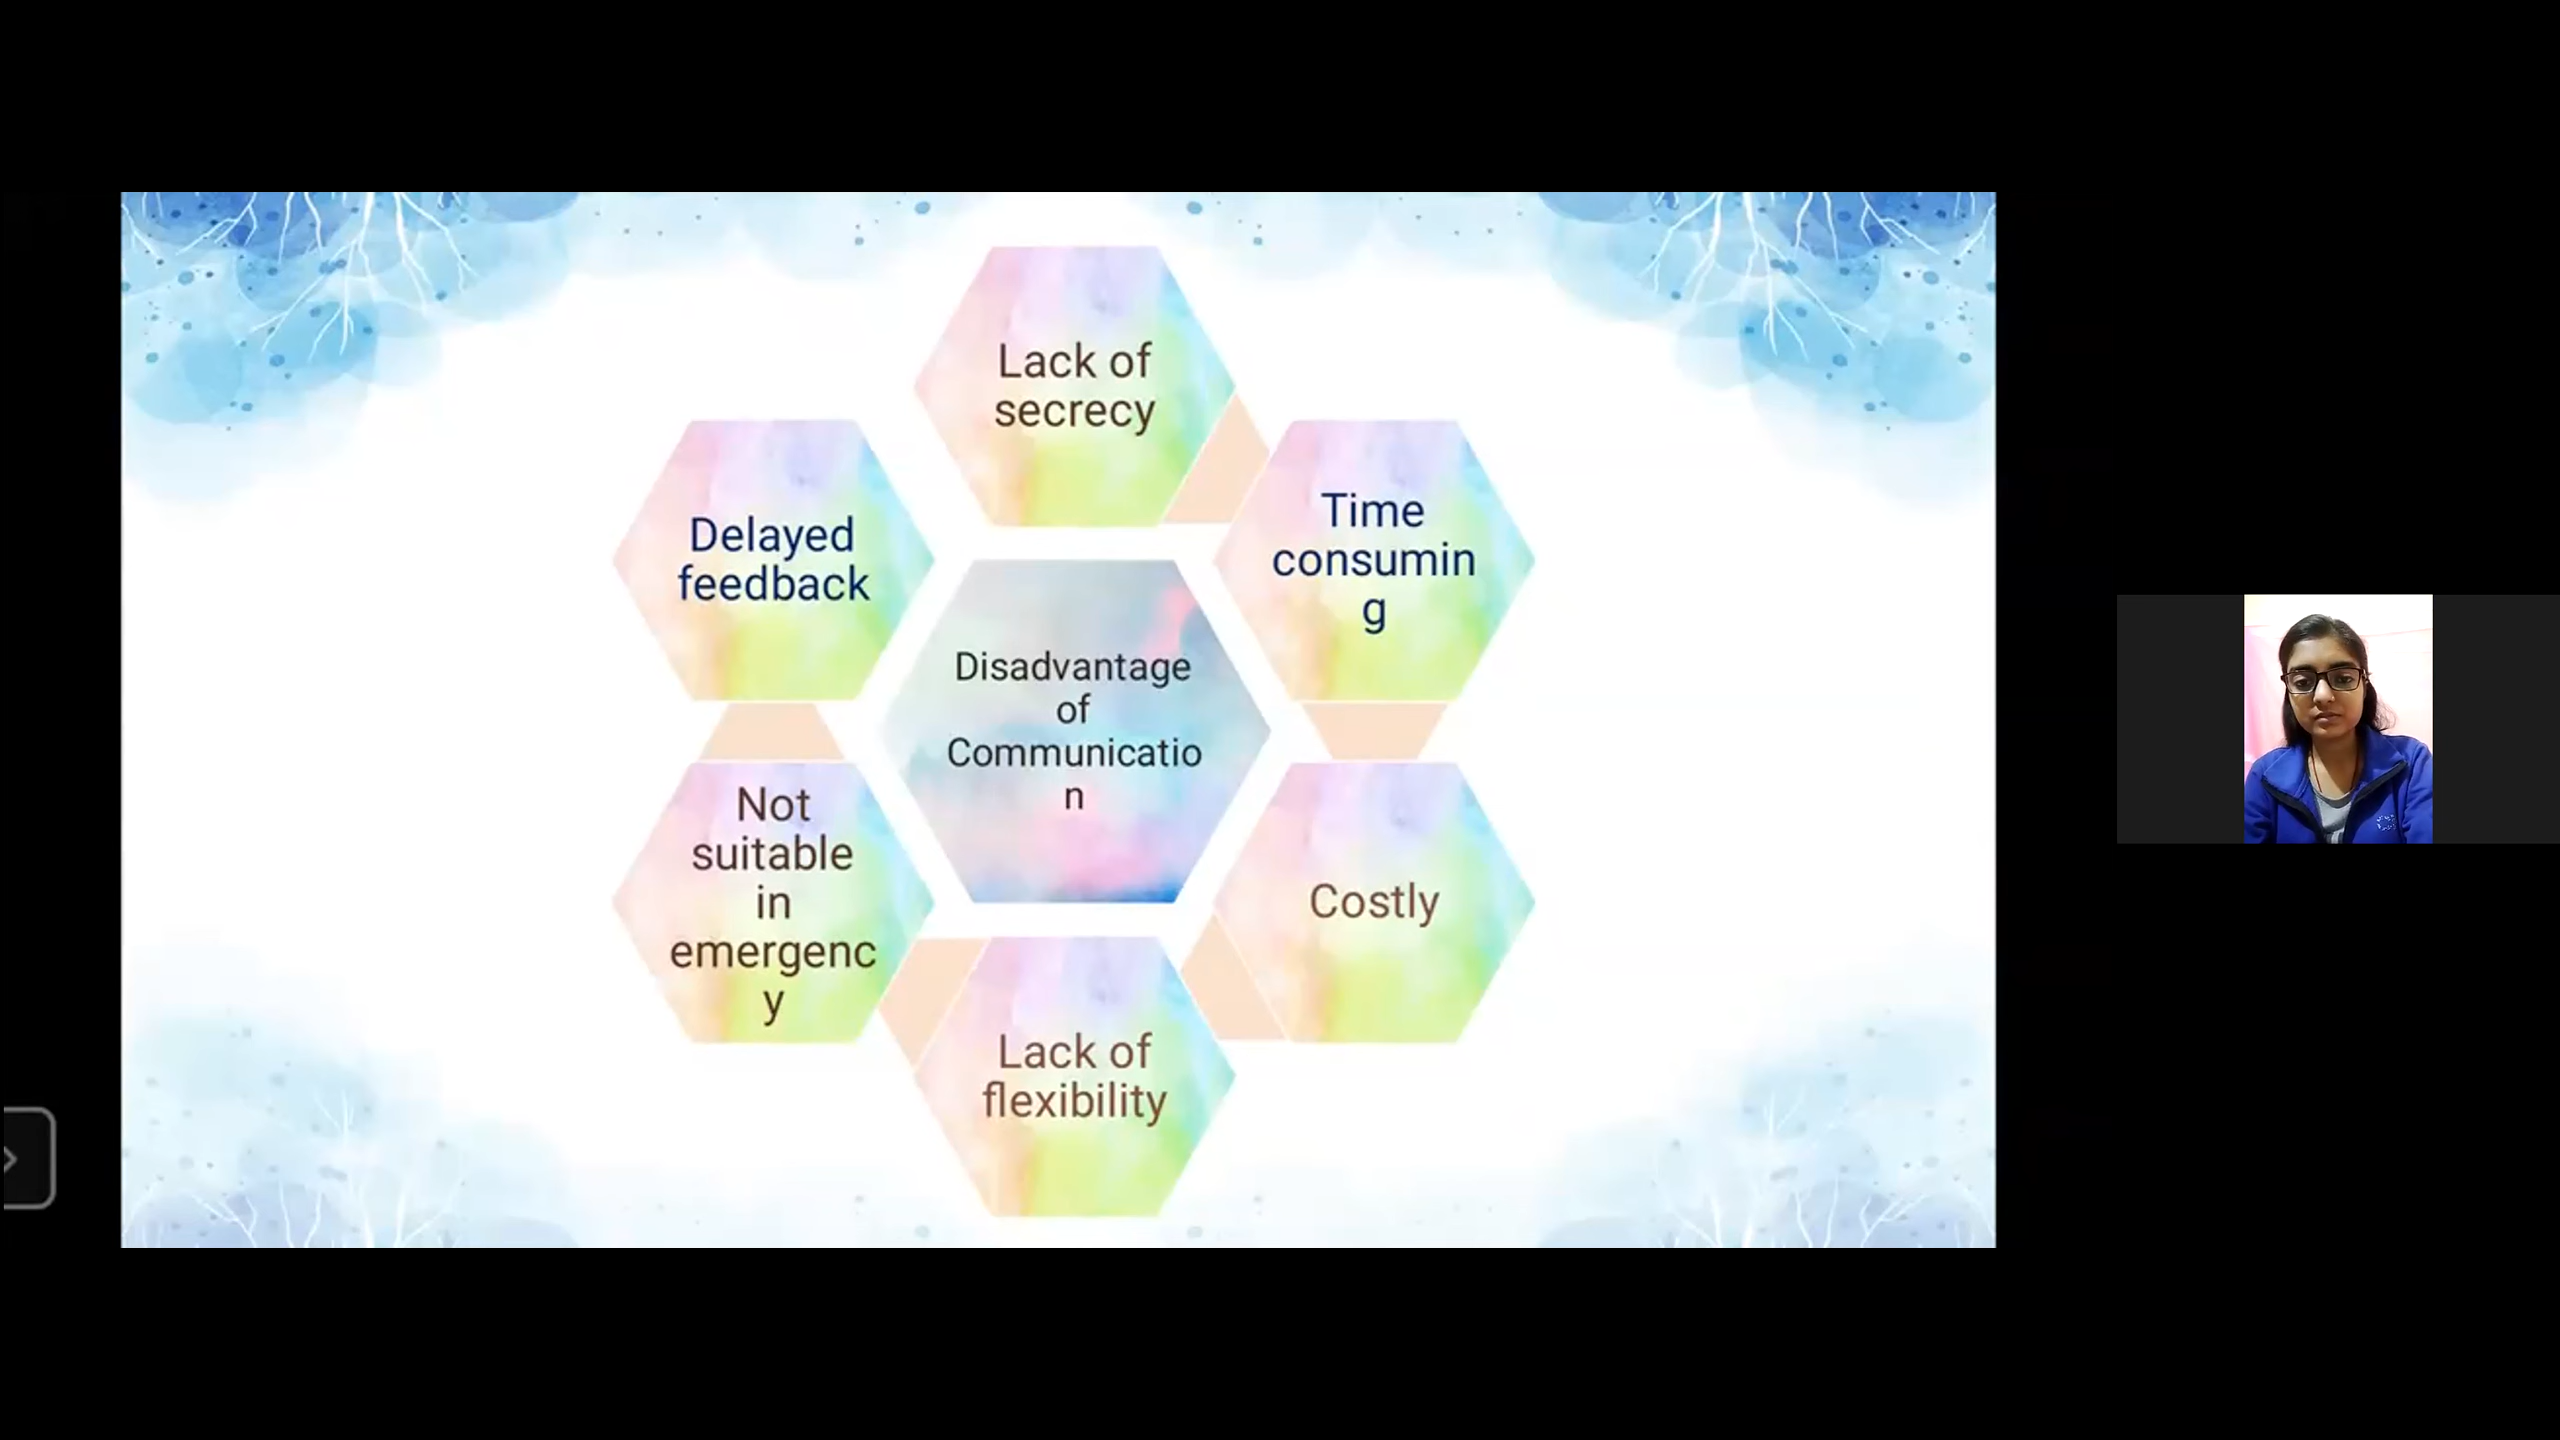 Lack of
secrecy
Time
consumin
g
Costly
Lack of
flexibility
Not
suitable
in
emergenc
y
Delayed
feedback
Disadvantage
of
Communicatio
n